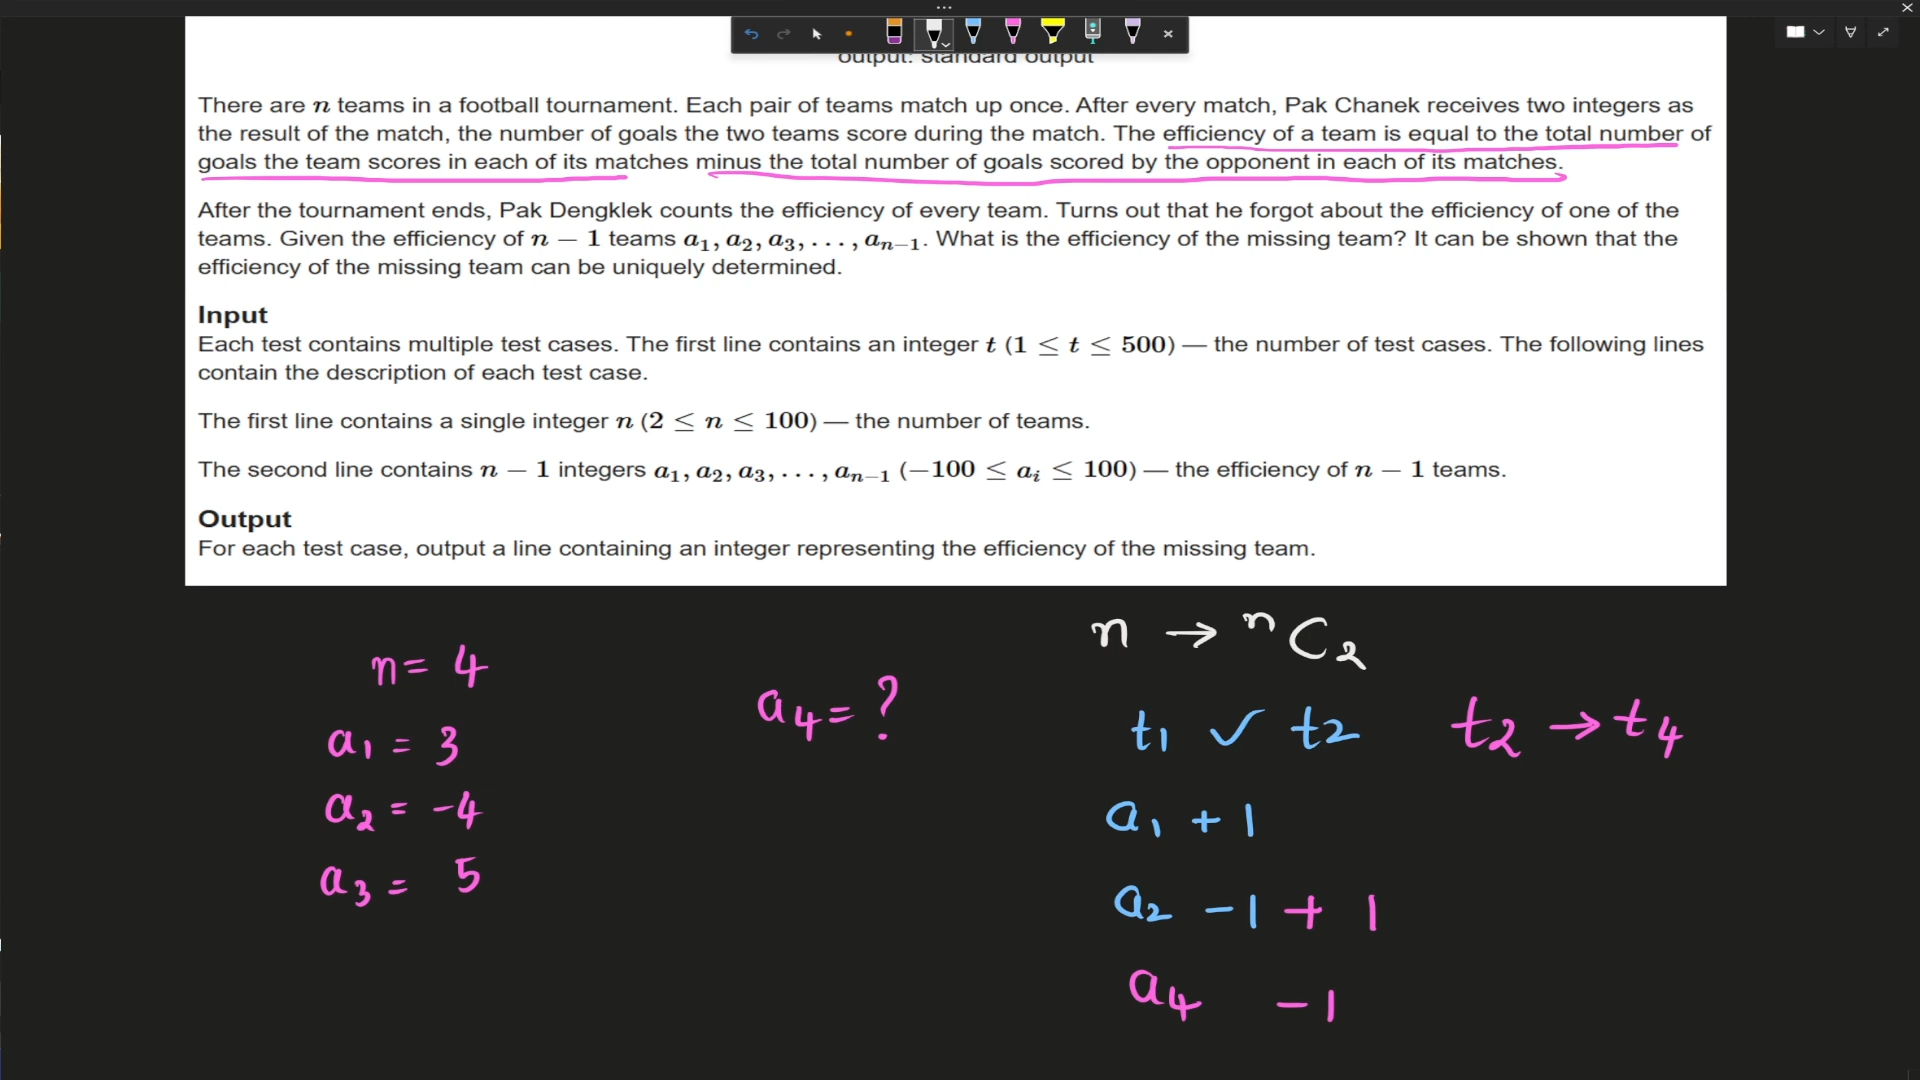 output: standard output
There are n teams in a football tournament. Each pair of teams match up once. After every match, Pak Chanek receives two integers as
the result of the match, the number of goals the two teams score during the match. The efficiency of a team is equal to the total number of
goals the team scores in each of its matches minus the total number of goals scored by the opponent in each of its matches.
After the tournament ends, Pak Dengklek counts the efficiency of every team. Turns out that he forgot about the efficiency of one of the
teams. Given the efficiency of n − 1 teams a₁, a₂, a₃, . . . , aₙ₋₁. What is the efficiency of the missing team? It can be shown that the
efficiency of the missing team can be uniquely determined.
Input
Each test contains multiple test cases. The first line contains an integer t (1 ≤ t ≤ 500) — the number of test cases. The following lines
contain the description of each test case.
The first line contains a single integer n (2 ≤ n ≤ 100) — the number of teams.
The second line contains n − 1 integers a₁, a₂, a₃, . . . , aₙ₋₁ (−100 ≤ aᵢ ≤ 100) — the efficiency of n − 1 teams.
Output
For each test case, output a line containing an integer representing the efficiency of the missing team.
n = 4
a₁ = 3
a₂ = -4
a₃ = 5
a₄ = ?
n → ⁿC₂
t₁ ✓ t₂
t₂ → t₄
a₁ + 1
a₂ - 1 + 1
a₄ - 1